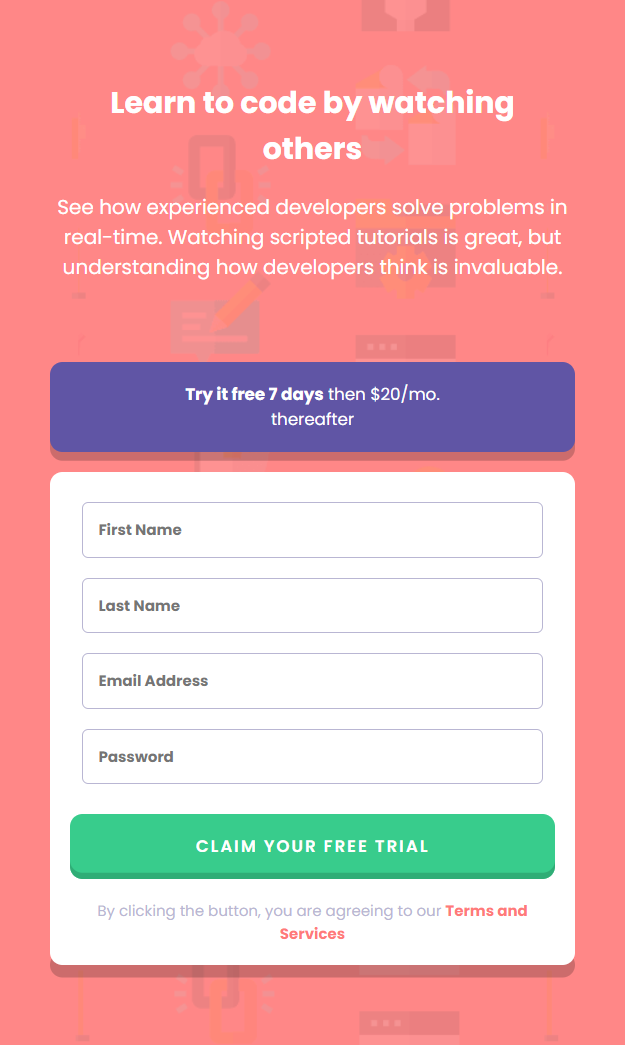 Learn to code by watching
others
See how experienced developers solve problems in
real-time. Watching scripted tutorials is great, but
understanding how developers think is invaluable.
Try it free 7 days then $20/mo.
thereafter
First Name
Last Name
Email Address
Password
CLAIM YOUR FREE TRIAL
By clicking the button, you are agreeing to our Terms and
Services